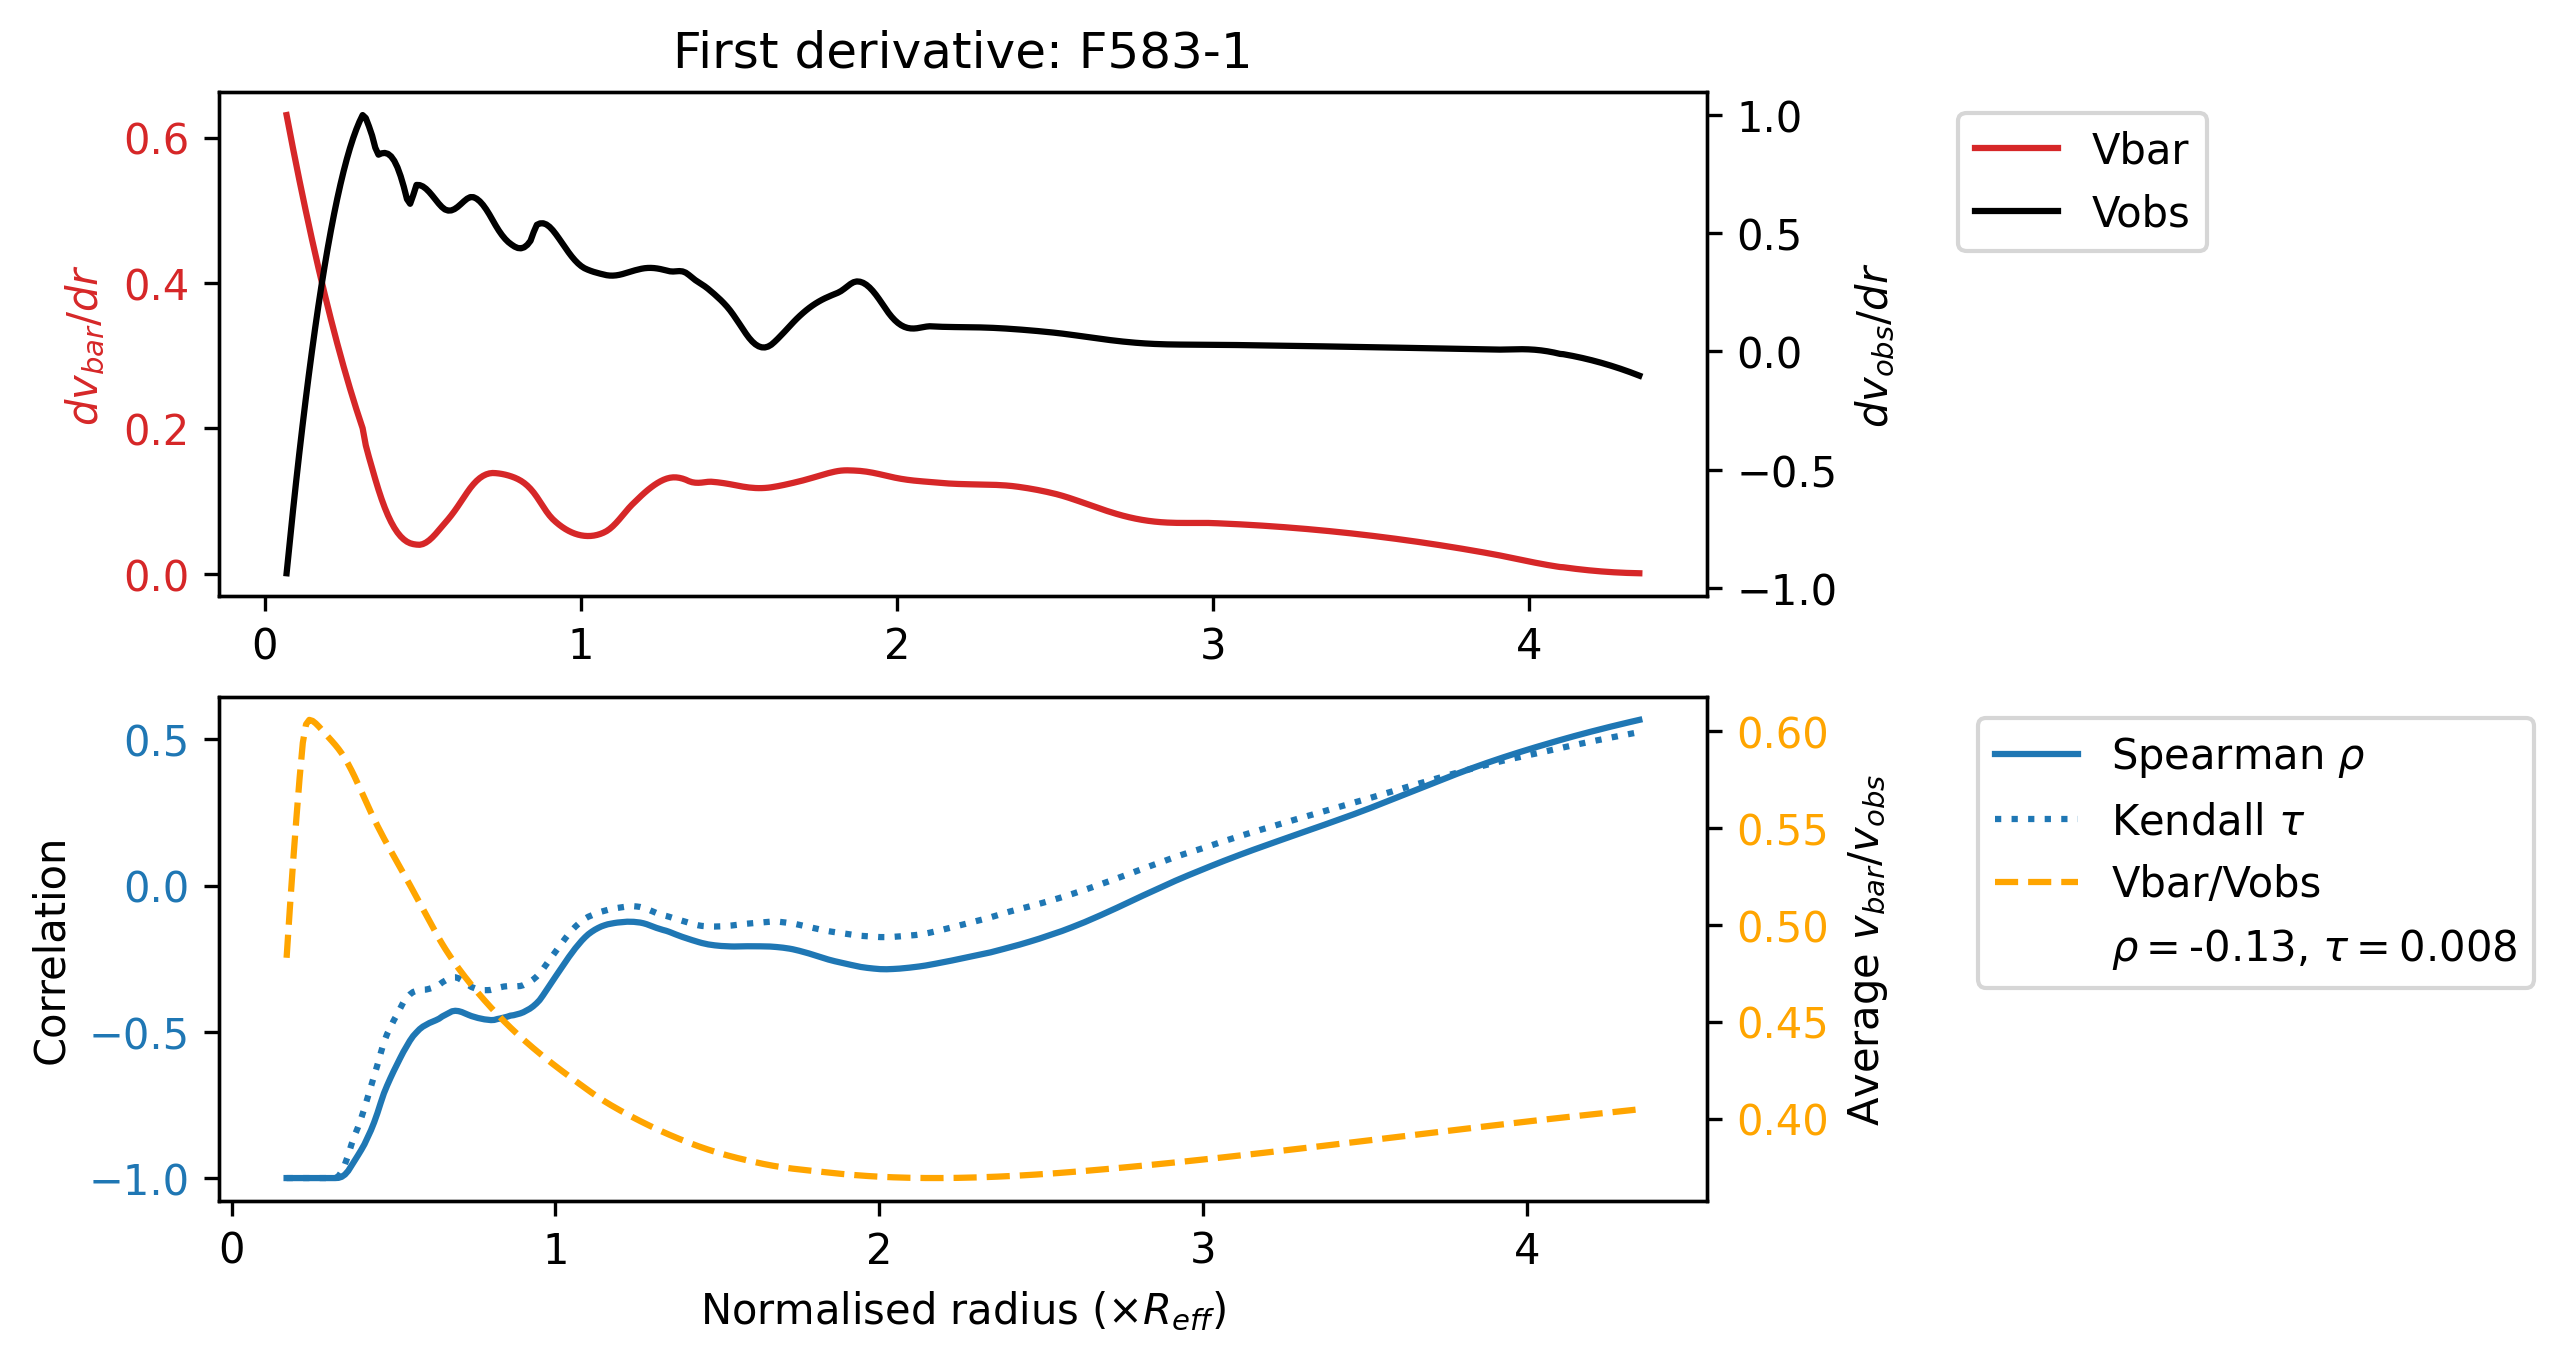 First derivative: F583-1
0.6
0.4
0.2
0.0
dv_bar/dr
1.0
0.5
0.0
−0.5
−1.0
dv_obs/dr
0 1 2 3 4
Vbar
Vobs
0.5
0.0
−0.5
−1.0
Correlation
0.60
0.55
0.50
0.45
0.40
Average v_bar/v_obs
0 1 2 3 4
Normalised radius (×R_eff)
Spearman ρ
Kendall τ
Vbar/Vobs
ρ = -0.13, τ = 0.008